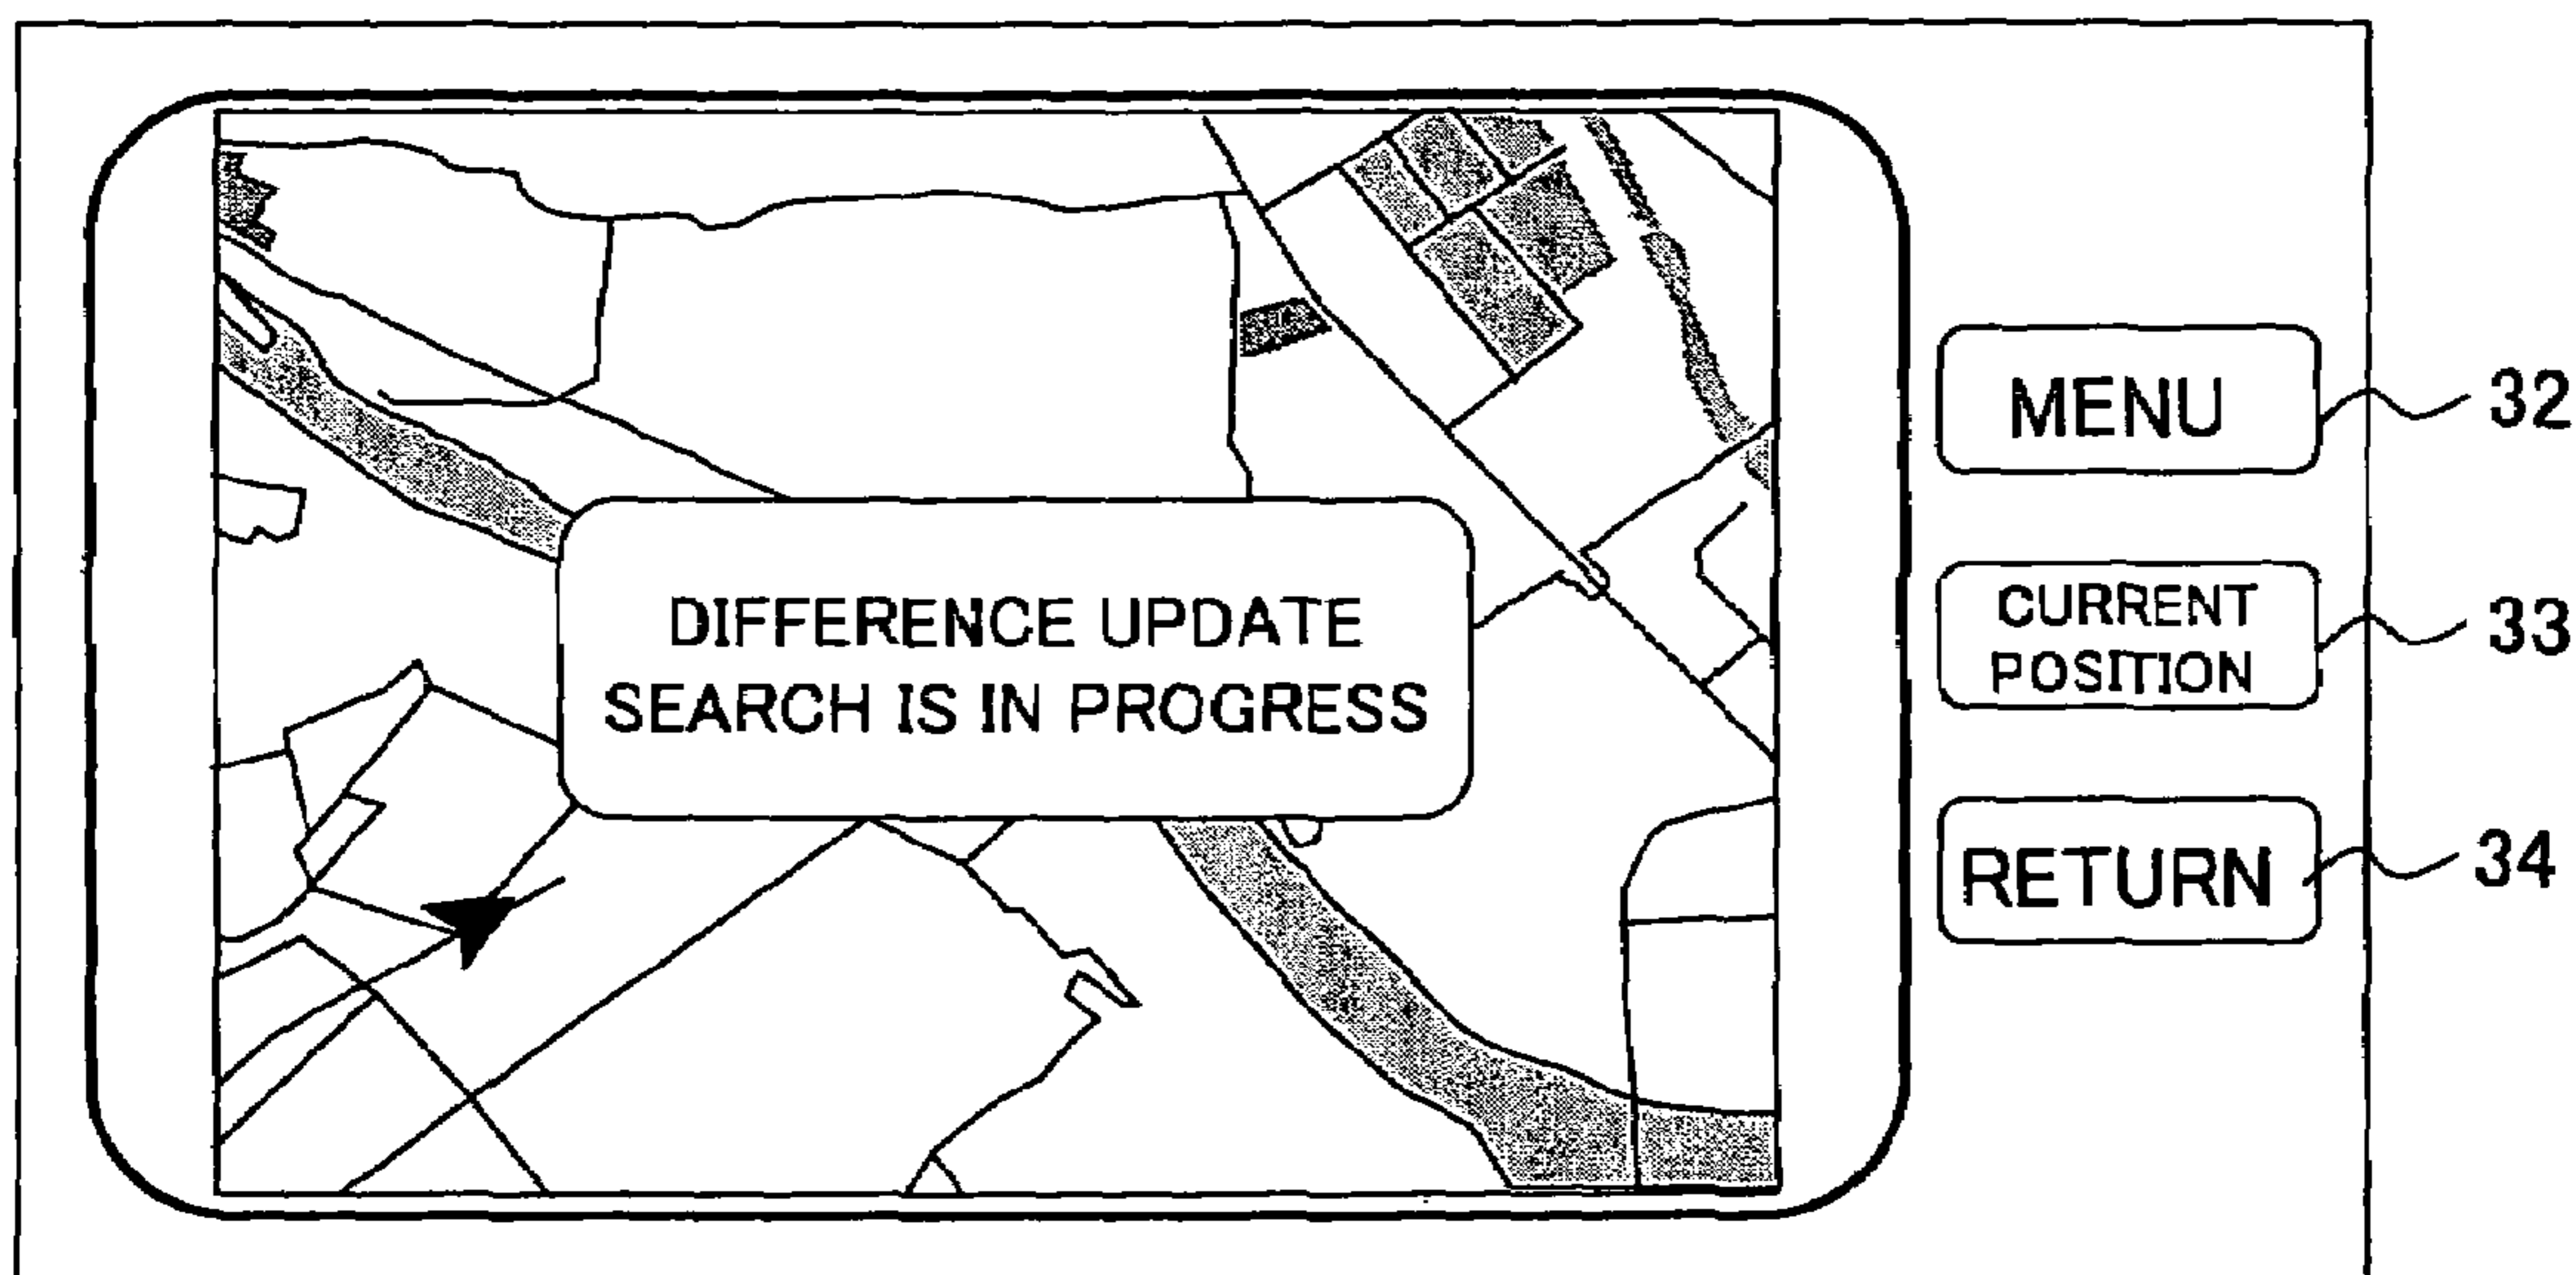 MENU
32
DIFFERENCE UPDATE
SEARCH IS IN PROGRESS
CURRENT
POSITION
33
RETURN
34